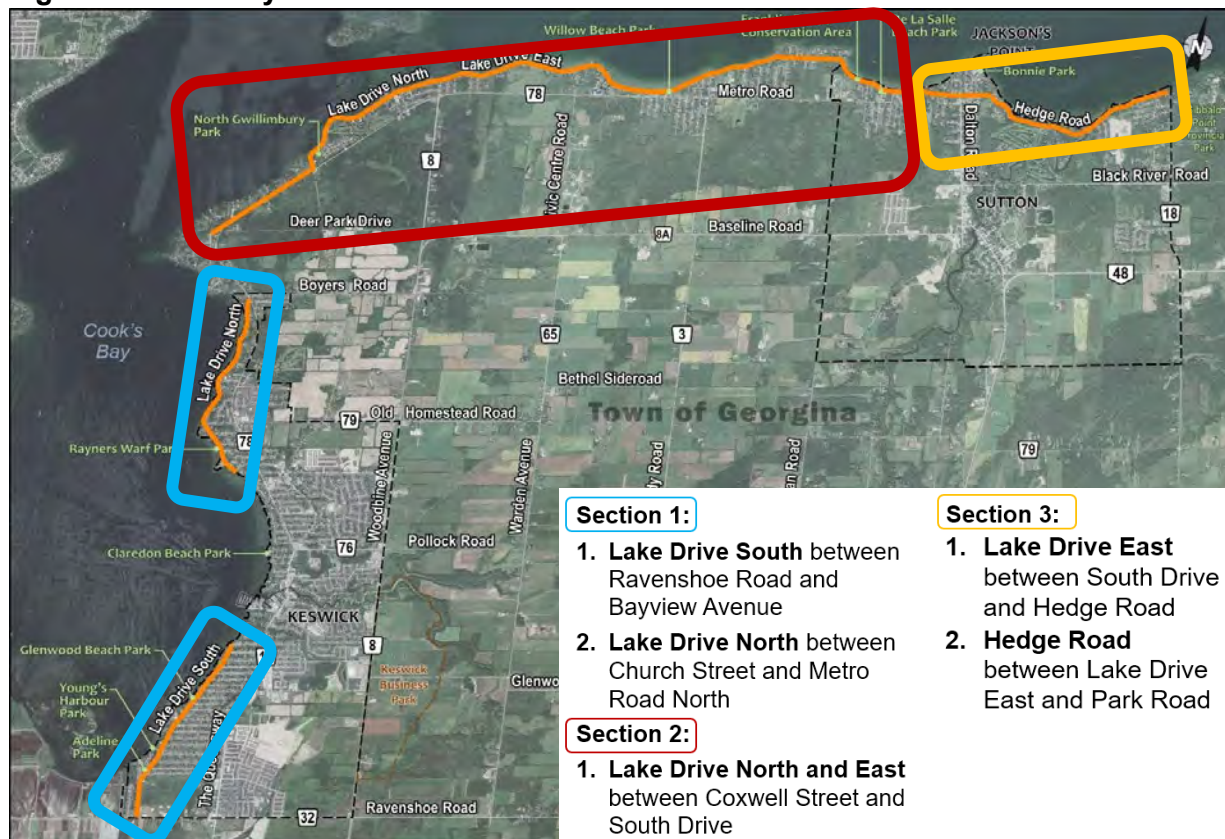 Willow Beach Park
Conservation Area
La Salle
Beach Park
JACKSON'S
Bonnie Park
N
Lake Drive East
Lake Drive North
78
Metro Road
North Gwillimbury
Park
Hedge Road
Dalton Road
Park
8
Civic Centre Road
Black River Road
Deer Park Drive
8A
Baseline Road
SUTTON
18
Boyers Road
48
Cook's
Bay
Lake Drive North
65
3
Bethel Sideroad
79
Old Homestead Road
Town of Georgina
Rayners Warf Park
78
79
Woodbine Avenue
Warden Avenue
Claredon Beach Park
76
Pollock Road
KESWICK
Glenwood Beach Park
8
Keswick
Business
Park
Young's
Harbour
Park
Lake Drive South
Adeline
Park
32
Ravenshoe Road
Section 1:
1. Lake Drive South between
Ravenshoe Road and
Bayview Avenue
2. Lake Drive North between
Church Street and Metro
Road North
Section 2:
1. Lake Drive North and East
between Coxwell Street and
South Drive
Section 3:
1. Lake Drive East
between South Drive
and Hedge Road
2. Hedge Road
between Lake Drive
East and Park Road